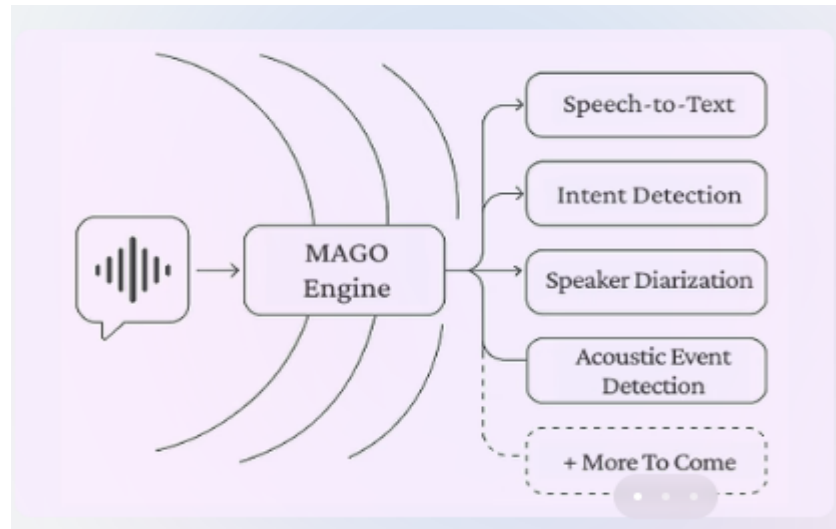 MAGO
Engine
Speech-to-Text
Intent Detection
Speaker Diarization
Acoustic Event
Detection
+ More To Come